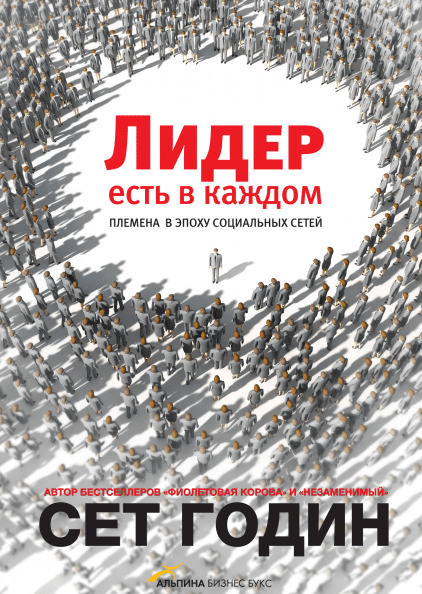 ЛИДЕР
есть в каждом
ПЛЕМЕНА В ЭПОХУ СОЦИАЛЬНЫХ СЕТЕЙ
АВТОР БЕСТСЕЛЛЕРОВ «ФИОЛЕТОВАЯ КОРОВА» И «НЕЗАМЕНИМЫЙ»
СЕТ ГОДИН
АЛЬПИНА БИЗНЕС БУКС